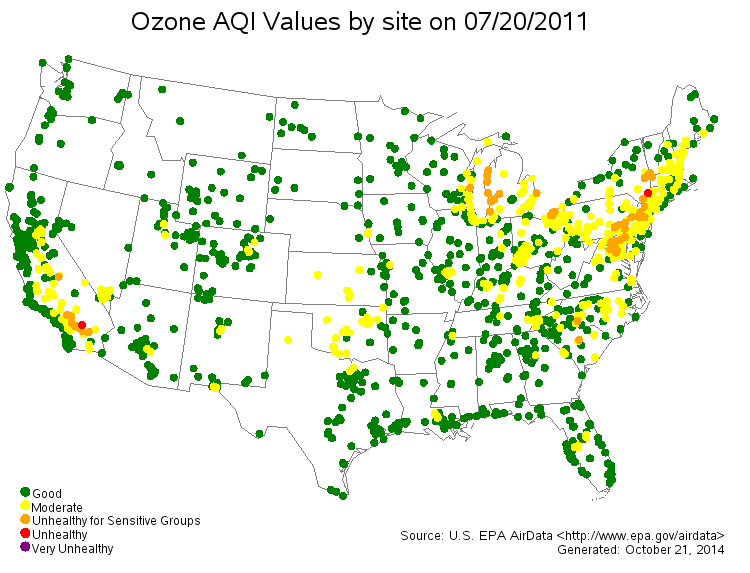 Ozone AQI Values by site on 07/20/2011
Good
Moderate
Unhealthy for Sensitive Groups
Unhealthy
Very Unhealthy
Source: U.S. EPA AirData <http://www.epa.gov/airdata>
Generated: October 21, 2014